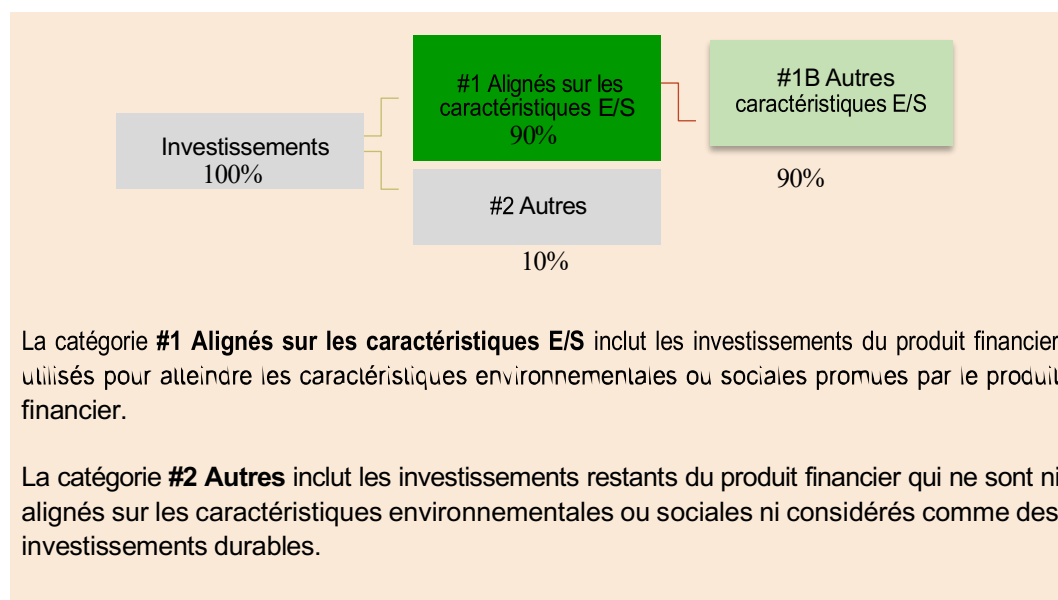 #1 Alignés sur les
caractéristiques E/S
90%
#1B Autres
caractéristiques E/S
90%
Investissements
100%
#2 Autres
10%
La catégorie #1 Alignés sur les caractéristiques E/S inclut les investissements du produit financier
utilisés pour atteindre les caractéristiques environnementales ou sociales promues par le produit
financier.
La catégorie #2 Autres inclut les investissements restants du produit financier qui ne sont ni
alignés sur les caractéristiques environnementales ou sociales ni considérés comme des
investissements durables.